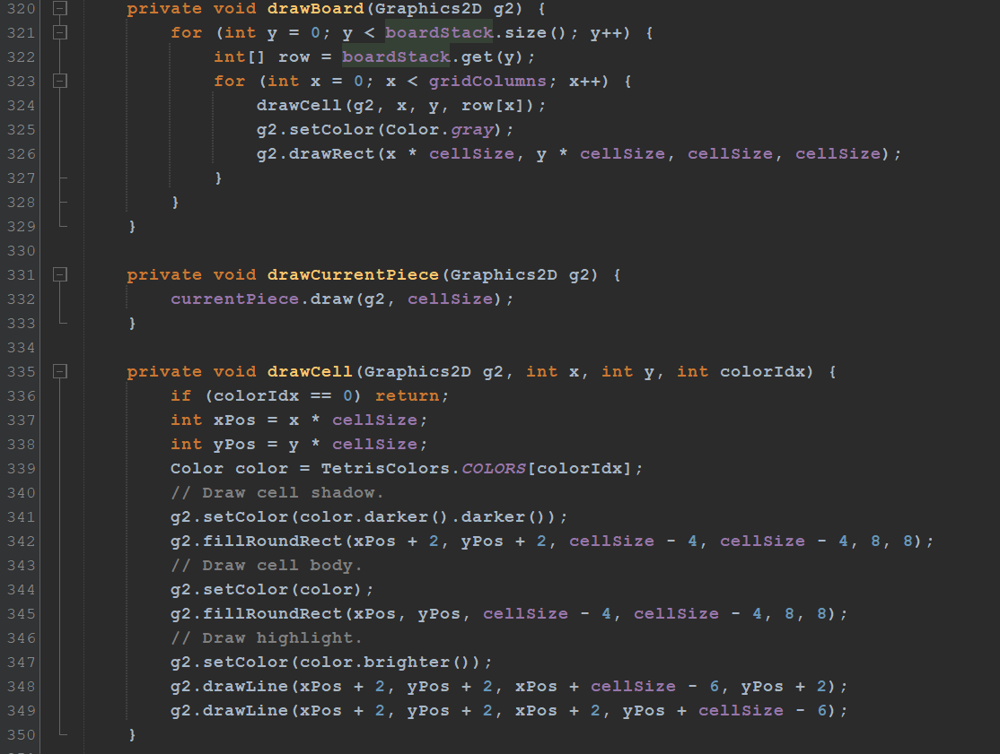 320 private void drawBoard(Graphics2D g2) {
321 for (int y = 0; y < boardStack.size(); y++) {
322 int[] row = boardStack.get(y);
323 for (int x = 0; x < gridColumns; x++) {
324 drawCell(g2, x, y, row[x]);
325 g2.setColor(Color.gray);
326 g2.drawRect(x * cellSize, y * cellSize, cellSize, cellSize);
327 }
328 }
329 }
330
331 private void drawCurrentPiece(Graphics2D g2) {
332 currentPiece.draw(g2, cellSize);
333 }
334
335 private void drawCell(Graphics2D g2, int x, int y, int colorIdx) {
336 if (colorIdx == 0) return;
337 int xPos = x * cellSize;
338 int yPos = y * cellSize;
339 Color color = TetrisColors.COLORS[colorIdx];
340 // Draw cell shadow.
341 g2.setColor(color.darker().darker());
342 g2.fillRoundRect(xPos + 2, yPos + 2, cellSize - 4, cellSize - 4, 8, 8);
343 // Draw cell body.
344 g2.setColor(color);
345 g2.fillRoundRect(xPos, yPos, cellSize - 4, cellSize - 4, 8, 8);
346 // Draw highlight.
347 g2.setColor(color.brighter());
348 g2.drawLine(xPos + 2, yPos + 2, xPos + cellSize - 6, yPos + 2);
349 g2.drawLine(xPos + 2, yPos + 2, xPos + 2, yPos + cellSize - 6);
350 }